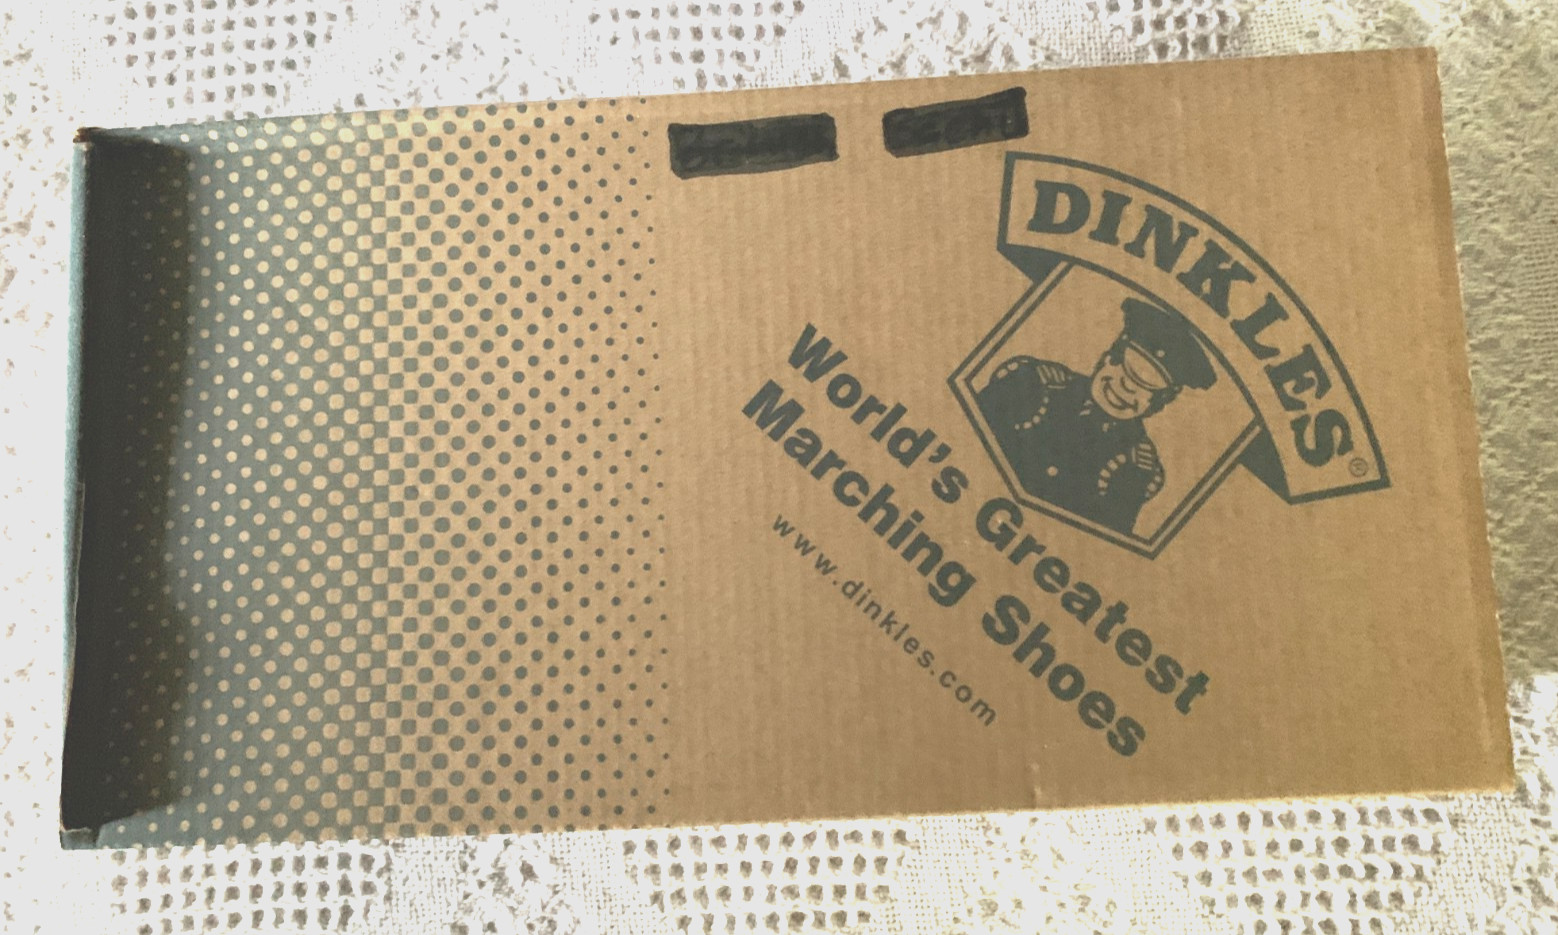 DINKLES®
World's Greatest
Marching Shoes
www.dinkles.com